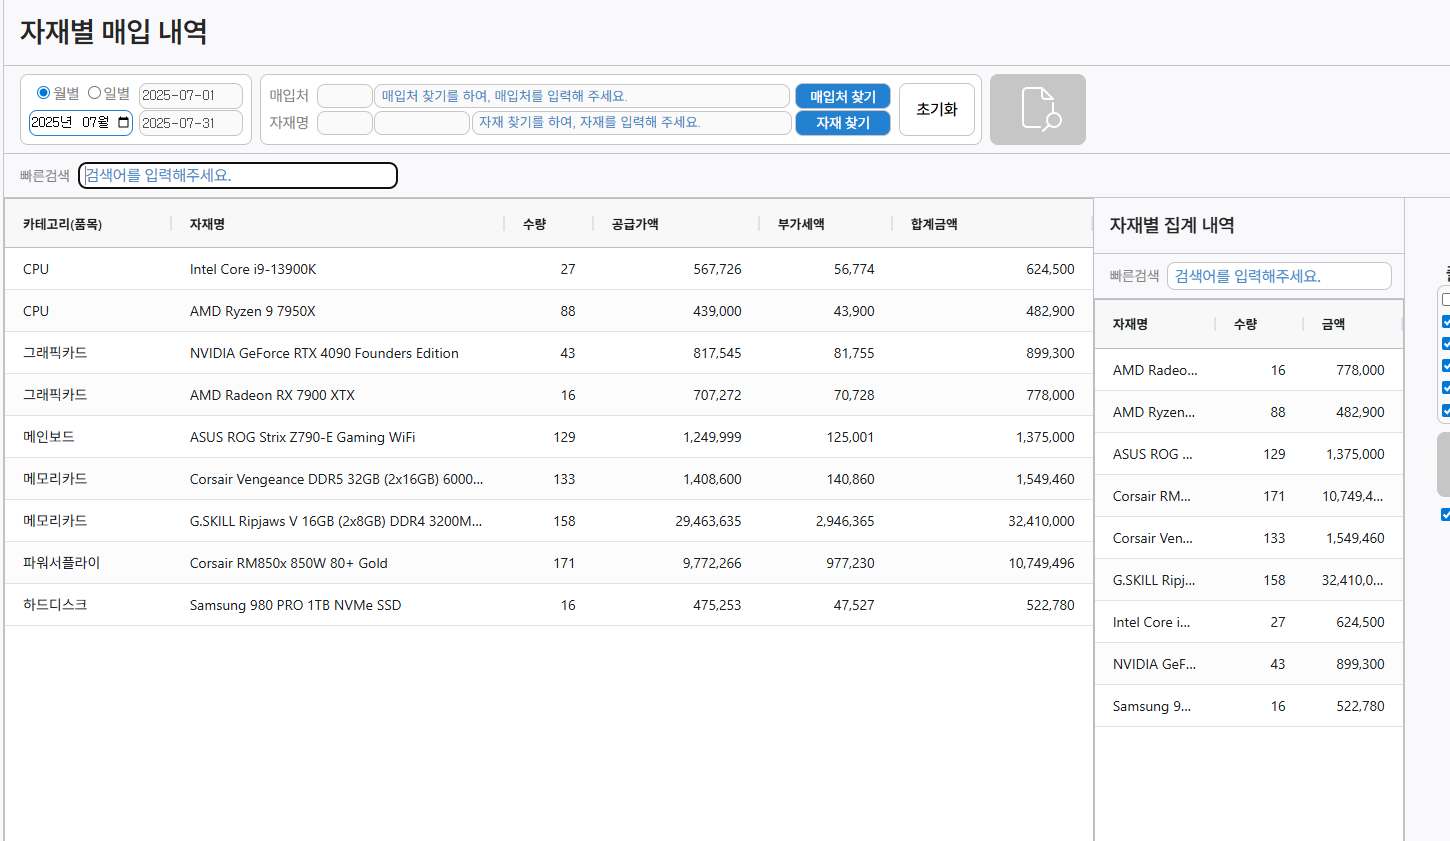 자재별 매입 내역
월별 일별 2025-07-01
2025년 07월 2025-07-31
매입처 매입처 찾기를 하여, 매입처를 입력해 주세요. 매입처 찾기
자재명 자재 찾기를 하여, 자재를 입력해 주세요. 자재 찾기
초기화
빠른검색 검색어를 입력해주세요.
카테고리(품목) 자재명 수량 공급가액 부가세액 합계금액
CPU Intel Core i9-13900K 27 567,726 56,774 624,500
CPU AMD Ryzen 9 7950X 88 439,000 43,900 482,900
그래픽카드 NVIDIA GeForce RTX 4090 Founders Edition 43 817,545 81,755 899,300
그래픽카드 AMD Radeon RX 7900 XTX 16 707,272 70,728 778,000
메인보드 ASUS ROG Strix Z790-E Gaming WiFi 129 1,249,999 125,001 1,375,000
메모리카드 Corsair Vengeance DDR5 32GB (2x16GB) 6000... 133 1,408,600 140,860 1,549,460
메모리카드 G.SKILL Ripjaws V 16GB (2x8GB) DDR4 3200M... 158 29,463,635 2,946,365 32,410,000
파워서플라이 Corsair RM850x 850W 80+ Gold 171 9,772,266 977,230 10,749,496
하드디스크 Samsung 980 PRO 1TB NVMe SSD 16 475,253 47,527 522,780
자재별 집계 내역
빠른검색 검색어를 입력해주세요.
자재명 수량 금액
AMD Radeo... 16 778,000
AMD Ryzen... 88 482,900
ASUS ROG ... 129 1,375,000
Corsair RM... 171 10,749,4...
Corsair Ven... 133 1,549,460
G.SKILL Ripj... 158 32,410,0...
Intel Core i... 27 624,500
NVIDIA GeF... 43 899,300
Samsung 9... 16 522,780